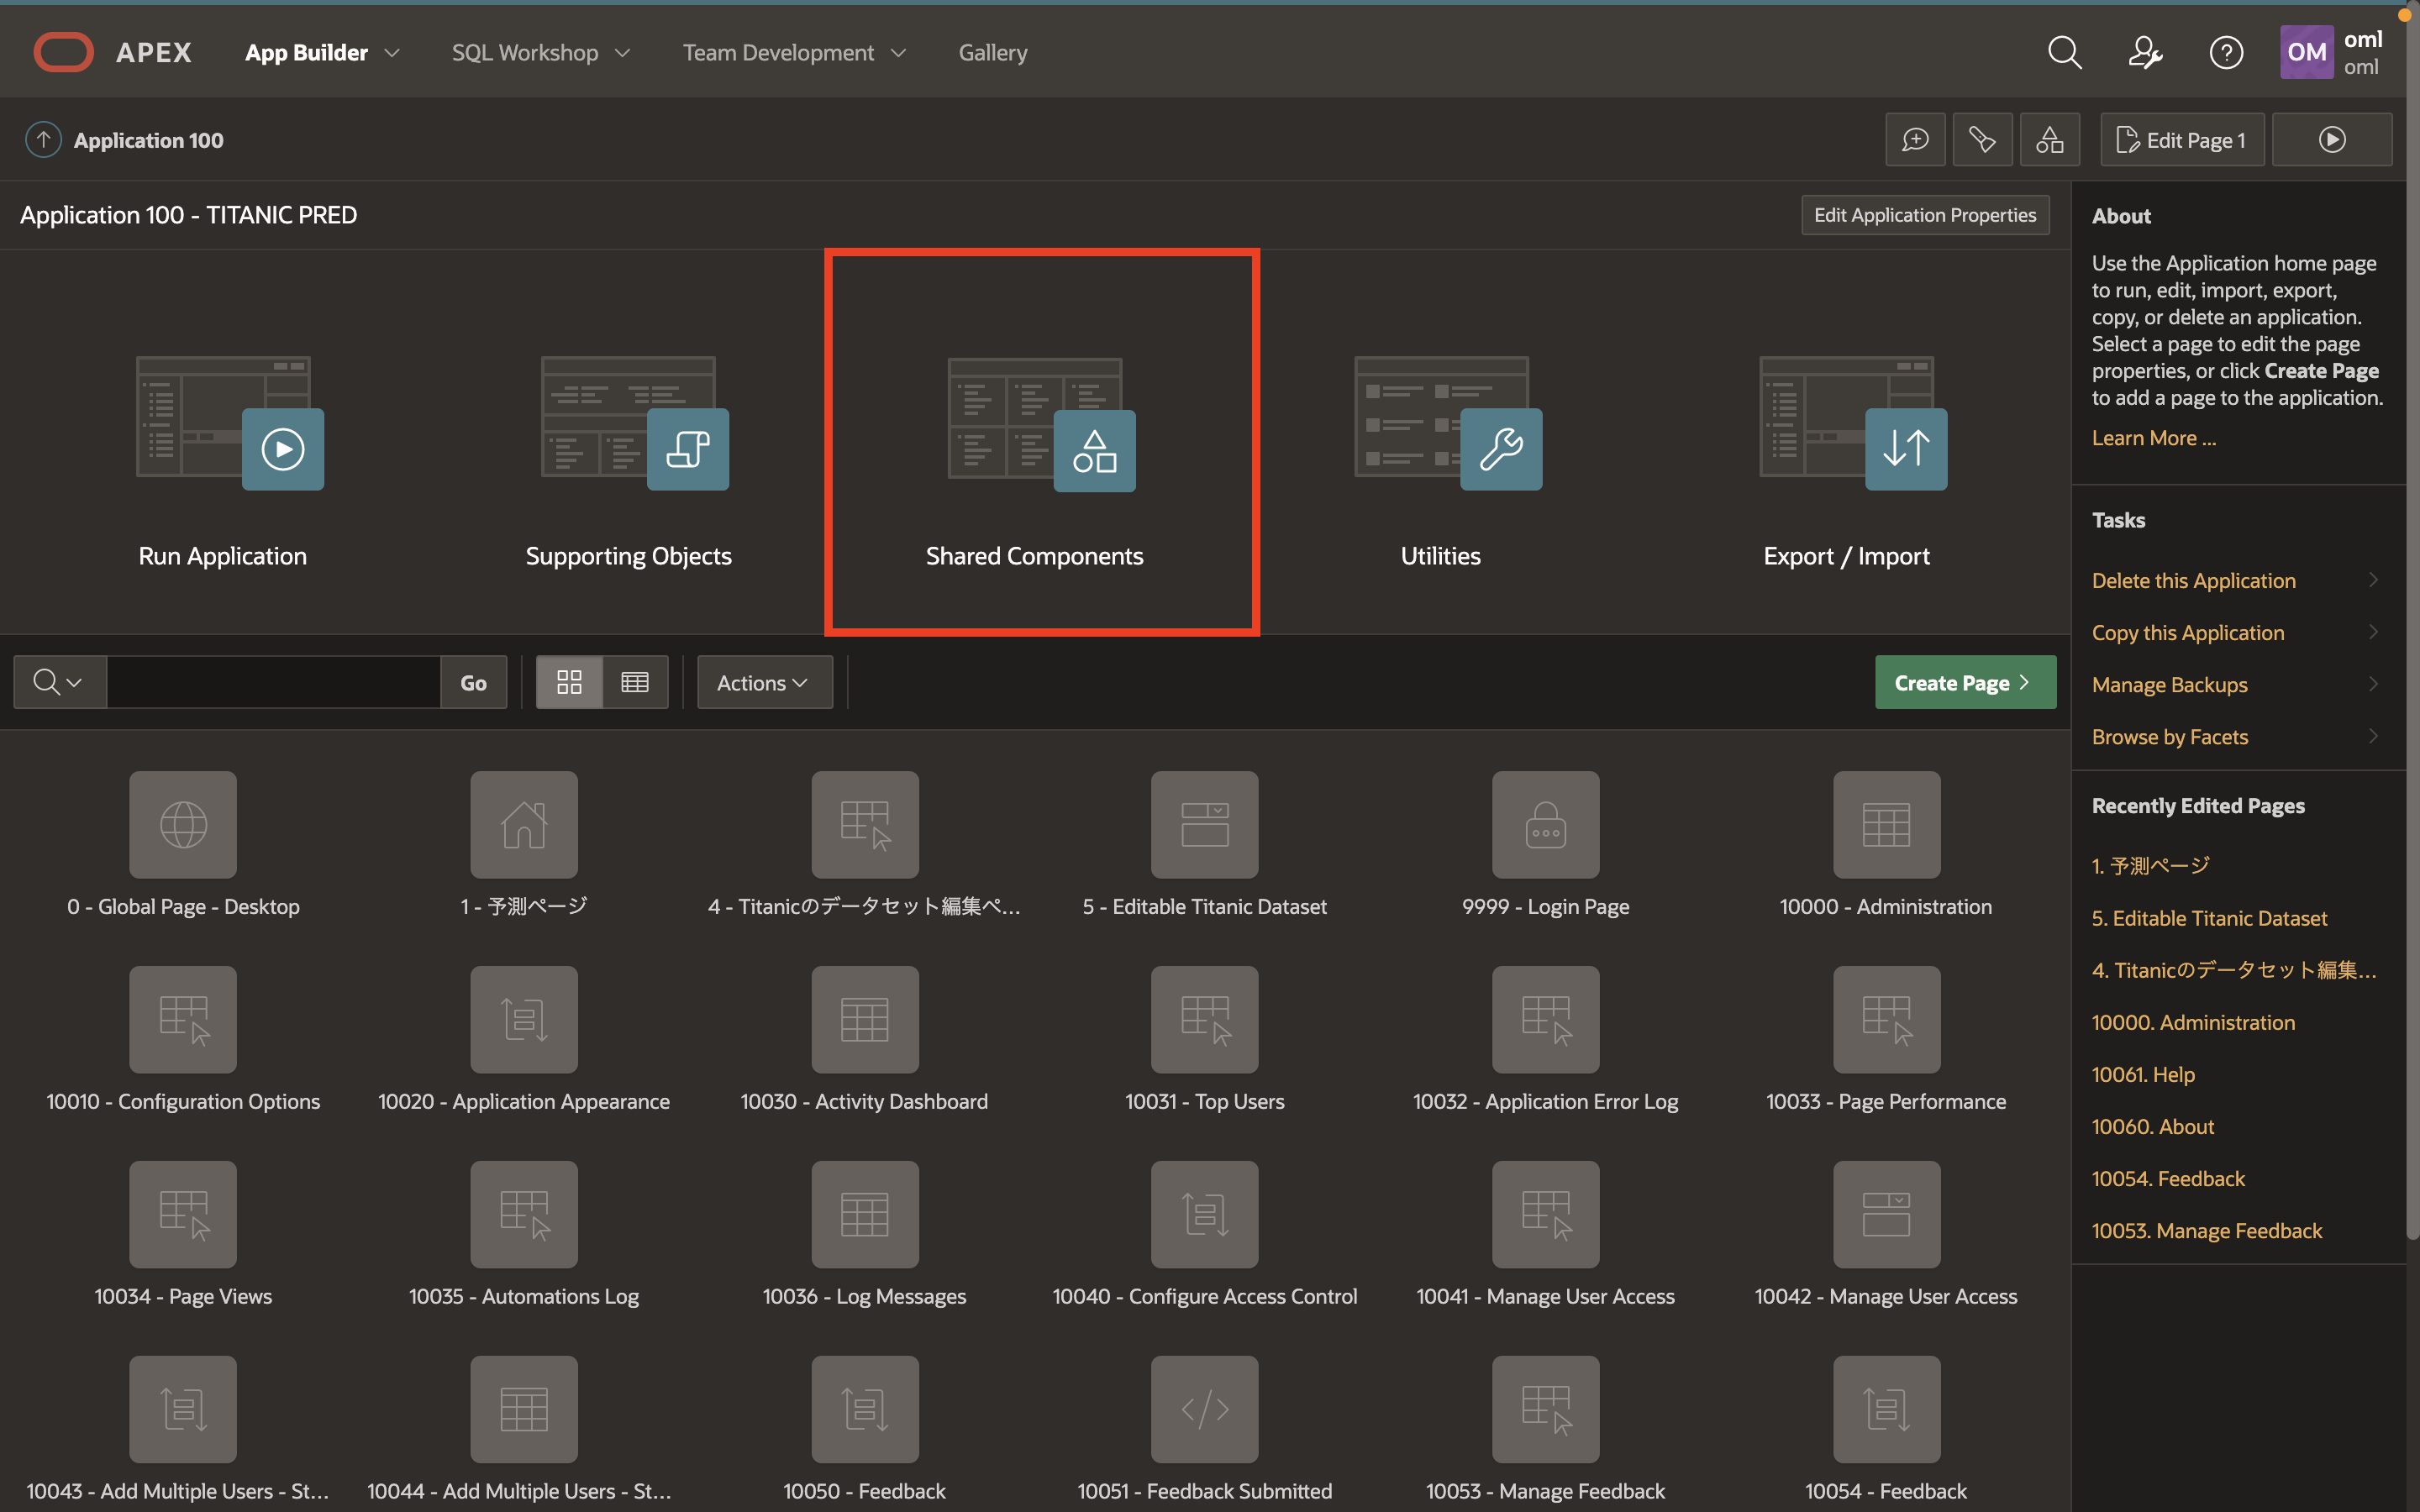 APEX
App Builder
SQL Workshop
Team Development
Gallery
OM
oml
oml
Application 100
Edit Page 1
Application 100 - TITANIC PRED
Edit Application Properties
Run Application
Supporting Objects
Shared Components
Utilities
Export / Import
Go
Actions
Create Page
0 - Global Page - Desktop
1 - 予測ページ
4 - Titanicのデータセット編集ペ...
5 - Editable Titanic Dataset
9999 - Login Page
10000 - Administration
10010 - Configuration Options
10020 - Application Appearance
10030 - Activity Dashboard
10031 - Top Users
10032 - Application Error Log
10033 - Page Performance
10034 - Page Views
10035 - Automations Log
10036 - Log Messages
10040 - Configure Access Control
10041 - Manage User Access
10042 - Manage User Access
10043 - Add Multiple Users - St...
10044 - Add Multiple Users - St...
10050 - Feedback
10051 - Feedback Submitted
10053 - Manage Feedback
10054 - Feedback
About
Use the Application home page
to run, edit, import, export,
copy, or delete an application.
Select a page to edit the page
properties, or click Create Page
to add a page to the application.
Learn More ...
Tasks
Delete this Application
Copy this Application
Manage Backups
Browse by Facets
Recently Edited Pages
1. 予測ページ
5. Editable Titanic Dataset
4. Titanicのデータセット編集...
10000. Administration
10061. Help
10060. About
10054. Feedback
10053. Manage Feedback